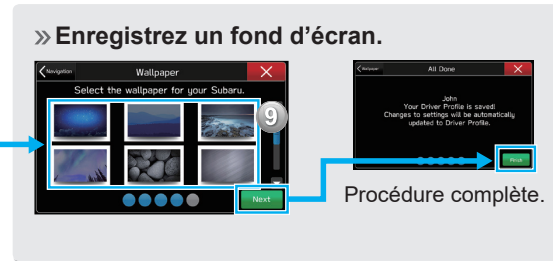 » Enregistrez un fond d'écran.
Navigation
Wallpaper
Select the wallpaper for your Subaru.
9
Next
Wallpaper
All Done
John
Your Driver Profile is saved!
Changes to settings will be automatically
updated to Driver Profile.
Finish
Procédure complète.